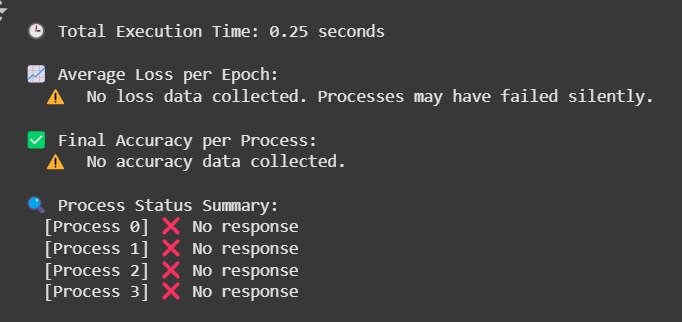 🕒 Total Execution Time: 0.25 seconds
📈 Average Loss per Epoch:
⚠️ No loss data collected. Processes may have failed silently.
✅ Final Accuracy per Process:
⚠️ No accuracy data collected.
🔍 Process Status Summary:
[Process 0] ❌ No response
[Process 1] ❌ No response
[Process 2] ❌ No response
[Process 3] ❌ No response